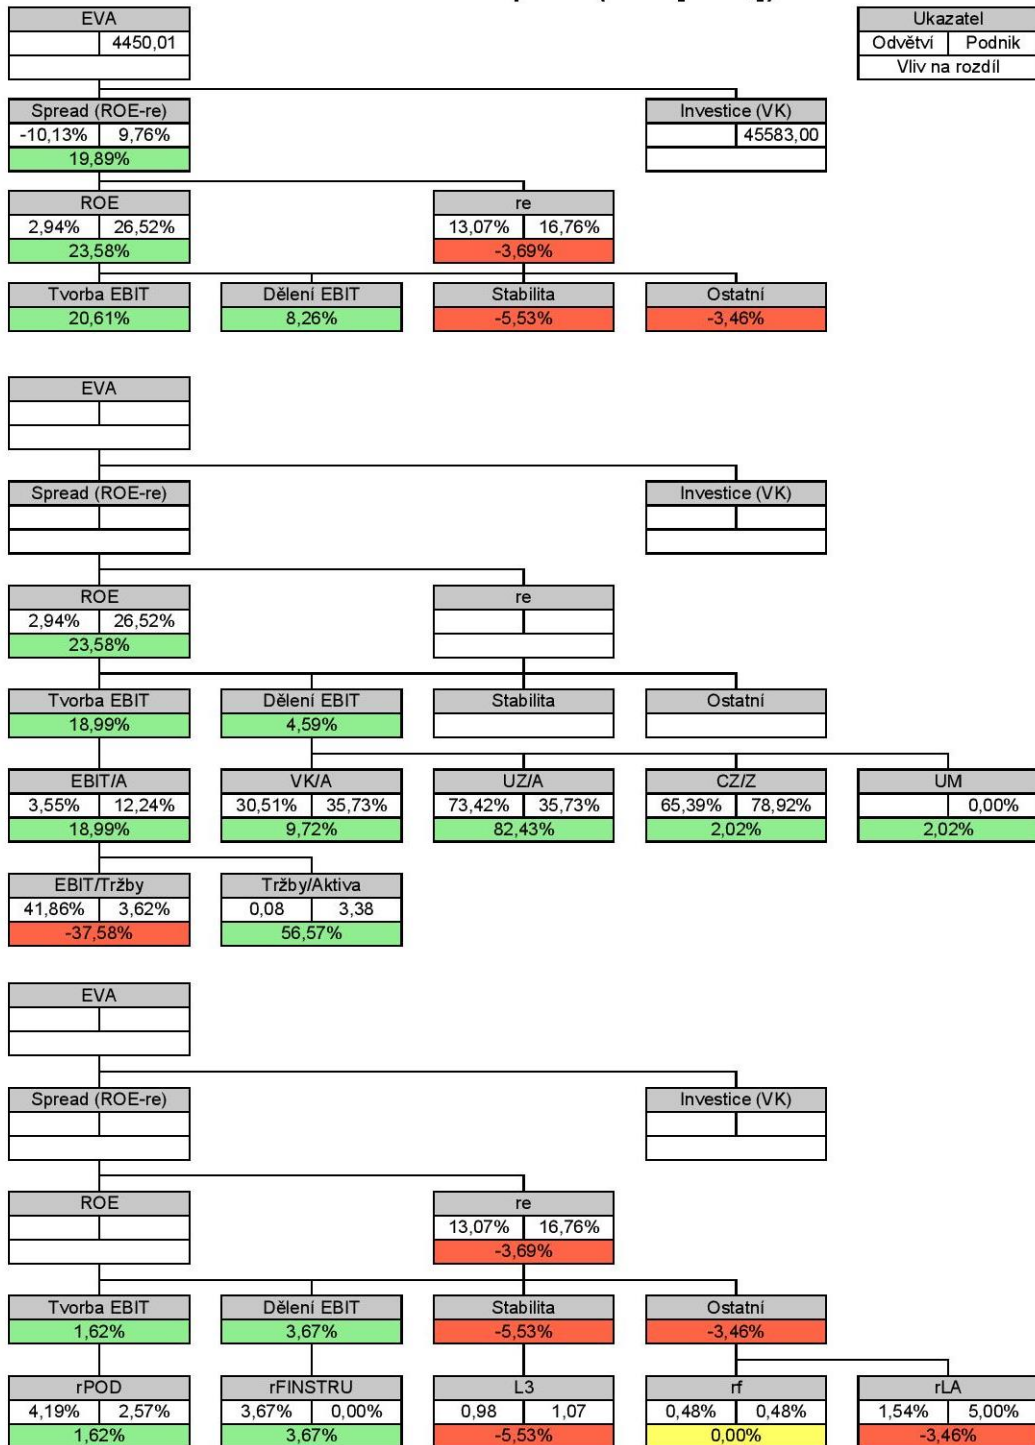 EVA
4450,01
Ukazatel
Odvětví Podnik
Vliv na rozdíl
Spread (ROE-re)
-10,13% 9,76%
19,89%
Investice (VK)
45583,00
ROE
2,94% 26,52%
23,58%
re
13,07% 16,76%
-3,69%
Tvorba EBIT
20,61%
Dělení EBIT
8,26%
Stabilita
-5,53%
Ostatní
-3,46%
EVA
Spread (ROE-re)
Investice (VK)
ROE
2,94% 26,52%
23,58%
re
Tvorba EBIT
18,99%
Dělení EBIT
4,59%
Stabilita
Ostatní
EBIT/A
3,55% 12,24%
18,99%
VK/A
30,51% 35,73%
9,72%
UZ/A
73,42% 35,73%
82,43%
CZ/Z
65,39% 78,92%
2,02%
UM
0,00%
2,02%
EBIT/Tržby
41,86% 3,62%
-37,58%
Tržby/Aktiva
0,08 3,38
56,57%
EVA
Spread (ROE-re)
Investice (VK)
ROE
re
13,07% 16,76%
-3,69%
Tvorba EBIT
1,62%
Dělení EBIT
3,67%
Stabilita
-5,53%
Ostatní
-3,46%
rPOD
4,19% 2,57%
1,62%
rFINSTRU
3,67% 0,00%
3,67%
L3
0,98 1,07
-5,53%
rf
0,48% 0,48%
0,00%
rLA
1,54% 5,00%
-3,46%